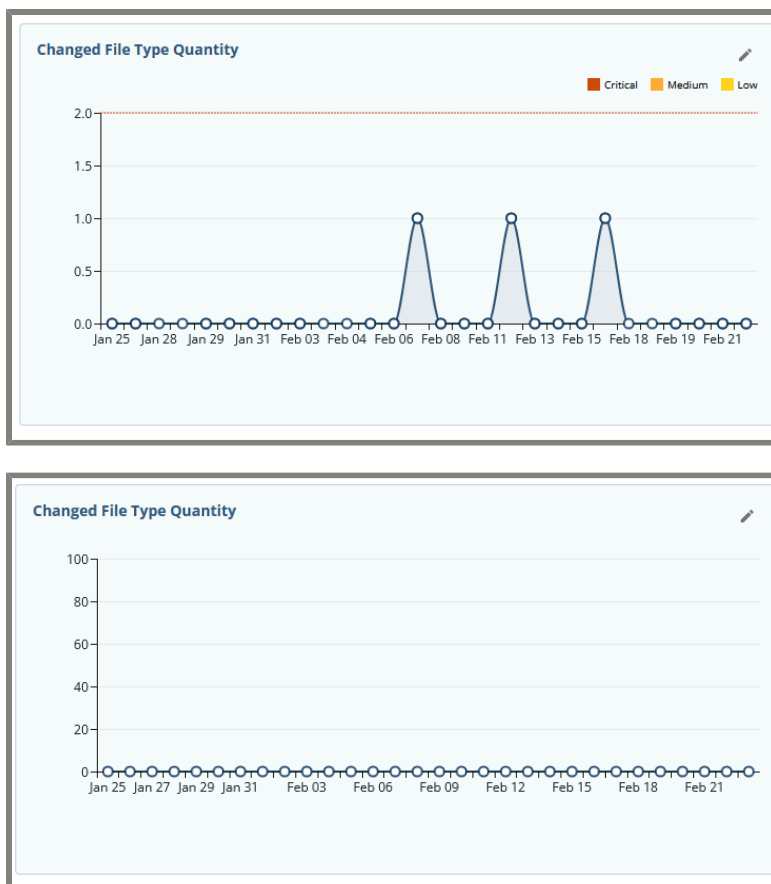 Changed File Type Quantity
Critical Medium Low
2.0
1.5
1.0
0.5
0.0
Jan 25 Jan 28 Jan 29 Jan 31 Feb 03 Feb 04 Feb 06 Feb 08 Feb 11 Feb 13 Feb 15 Feb 18 Feb 19 Feb 21
Changed File Type Quantity
100
80
60
40
20
0
Jan 25 Jan 27 Jan 29 Jan 31 Feb 03 Feb 06 Feb 09 Feb 12 Feb 15 Feb 18 Feb 21